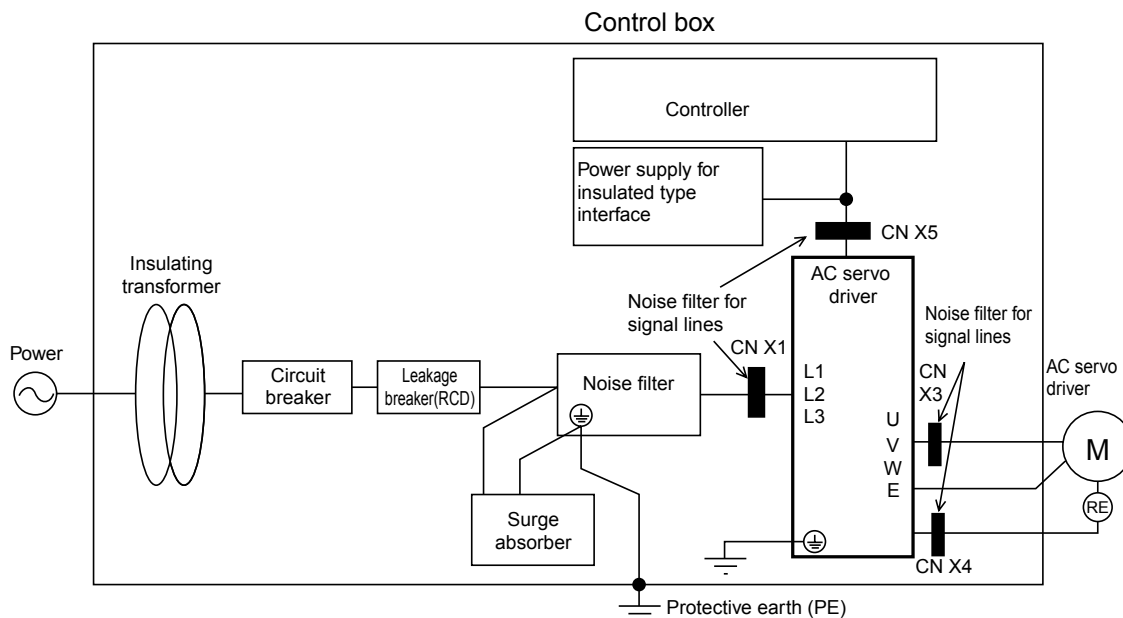 Control box
Controller
Power supply for
insulated type
interface
CN X5
Insulating
transformer
AC servo
driver
Noise filter for
signal lines
Noise filter for
signal lines
Power
CN X1
Circuit
breaker
Leakage
breaker(RCD)
Noise filter
L1
L2
L3
CN
X3
AC servo
driver
U
V
W
E
M
RE
Surge
absorber
CN X4
Protective earth (PE)